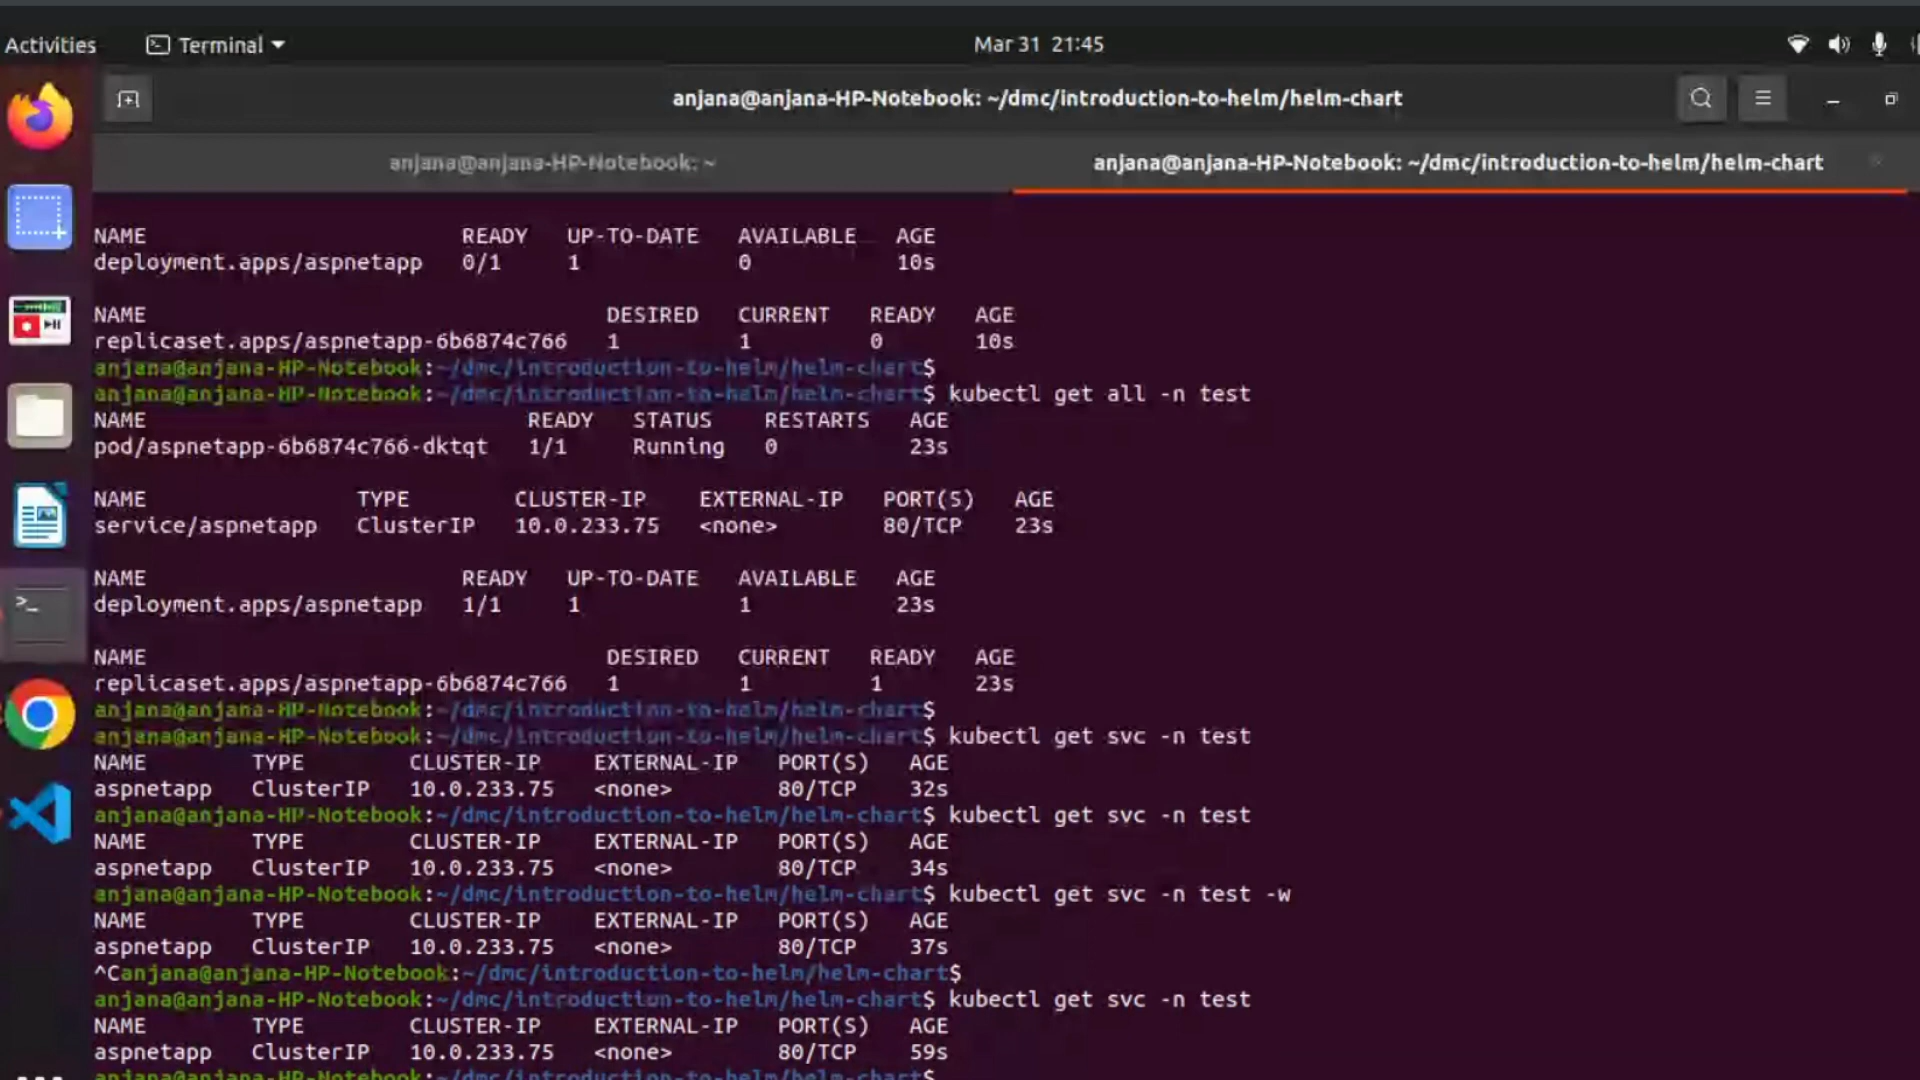 Activities Terminal Mar 31 21:45
anjana@anjana-HP-Notebook: ~/dmc/introduction-to-helm/helm-chart
anjana@anjana-HP-Notebook: ~ anjana@anjana-HP-Notebook: ~/dmc/introduction-to-helm/helm-chart
NAME READY UP-TO-DATE AVAILABLE AGE
deployment.apps/aspnetapp 0/1 1 0 10s
NAME DESIRED CURRENT READY AGE
replicaset.apps/aspnetapp-6b6874c766 1 1 0 10s
anjana@anjana-HP-Notebook:~/dmc/introduction-to-helm/helm-chart$
anjana@anjana-HP-Notebook:~/dmc/introduction-to-helm/helm-chart$ kubectl get all -n test
NAME READY STATUS RESTARTS AGE
pod/aspnetapp-6b6874c766-dktqt 1/1 Running 0 23s
NAME TYPE CLUSTER-IP EXTERNAL-IP PORT(S) AGE
service/aspnetapp ClusterIP 10.0.233.75 <none> 80/TCP 23s
NAME READY UP-TO-DATE AVAILABLE AGE
deployment.apps/aspnetapp 1/1 1 1 23s
NAME DESIRED CURRENT READY AGE
replicaset.apps/aspnetapp-6b6874c766 1 1 1 23s
anjana@anjana-HP-Notebook:~/dmc/introduction-to-helm/helm-chart$
anjana@anjana-HP-Notebook:~/dmc/introduction-to-helm/helm-chart$ kubectl get svc -n test
NAME TYPE CLUSTER-IP EXTERNAL-IP PORT(S) AGE
aspnetapp ClusterIP 10.0.233.75 <none> 80/TCP 32s
anjana@anjana-HP-Notebook:~/dmc/introduction-to-helm/helm-chart$ kubectl get svc -n test
NAME TYPE CLUSTER-IP EXTERNAL-IP PORT(S) AGE
aspnetapp ClusterIP 10.0.233.75 <none> 80/TCP 34s
anjana@anjana-HP-Notebook:~/dmc/introduction-to-helm/helm-chart$ kubectl get svc -n test -w
NAME TYPE CLUSTER-IP EXTERNAL-IP PORT(S) AGE
aspnetapp ClusterIP 10.0.233.75 <none> 80/TCP 37s
^Canjana@anjana-HP-Notebook:~/dmc/introduction-to-helm/helm-chart$
anjana@anjana-HP-Notebook:~/dmc/introduction-to-helm/helm-chart$ kubectl get svc -n test
NAME TYPE CLUSTER-IP EXTERNAL-IP PORT(S) AGE
aspnetapp ClusterIP 10.0.233.75 <none> 80/TCP 59s
anjana@anjana-HP-Notebook:~/dmc/introduction-to-helm/helm-chart$